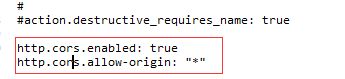 #
#action.destructive_requires_name: true
http.cors.enabled: true
http.cors.allow-origin: "*"